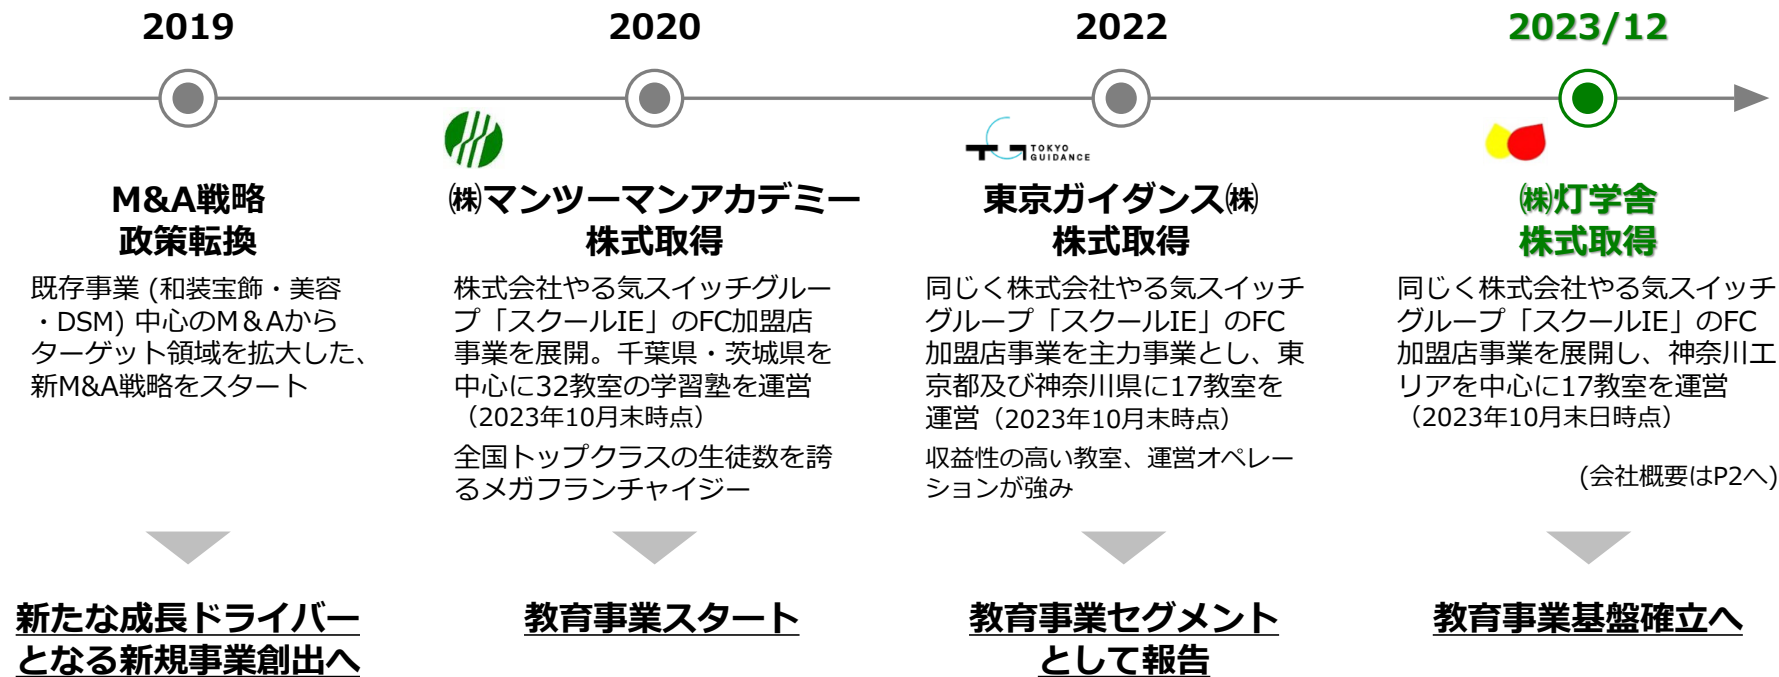 2019
M&A戦略
政策転換
既存事業 (和装宝飾・美容
・DSM) 中心のM＆Aから
ターゲット領域を拡大した、
新M&A戦略をスタート
新たな成長ドライバー
となる新規事業創出へ
2020
㈱マンツーマンアカデミー
株式取得
株式会社やる気スイッチグルー
プ「スクールIE」のFC加盟店
事業を展開。千葉県・茨城県を
中心に32教室の学習塾を運営
（2023年10月末時点）
全国トップクラスの生徒数を誇
るメガフランチャイジー
教育事業スタート
2022
TOKYO
GUIDANCE
東京ガイダンス㈱
株式取得
同じく株式会社やる気スイッチ
グループ「スクールIE」のFC
加盟店事業を主力事業とし、東
京都及び神奈川県に17教室を
運営（2023年10月末時点）
収益性の高い教室、運営オペレー
ションが強み
教育事業セグメント
として報告
2023/12
㈱灯学舎
株式取得
同じく株式会社やる気スイッチ
グループ「スクールIE」のFC
加盟店事業を展開し、神奈川エ
リアを中心に17教室を運営
（2023年10月末日時点）
(会社概要はP2へ)
教育事業基盤確立へ